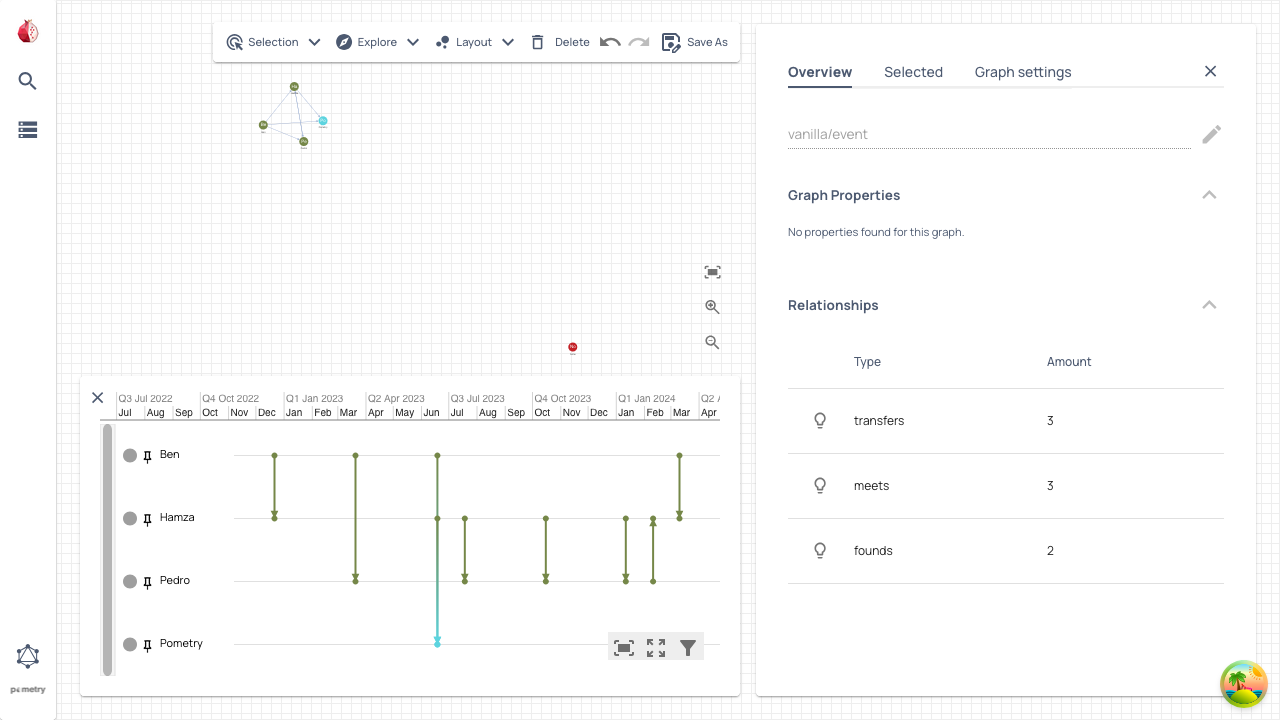 Selection
Explore
Layout
Delete
Save As
Overview
Selected
Graph settings
vanilla/event
Graph Properties
No properties found for this graph.
Relationships
Type Amount
transfers 3
meets 3
founds 2
Q3 Jul 2022 Q4 Oct 2022 Q1 Jan 2023 Q2 Apr 2023 Q3 Jul 2023 Q4 Oct 2023 Q1 Jan 2024 Q2
Jul Aug Sep Oct Nov Dec Jan Feb Mar Apr May Jun Jul Aug Sep Oct Nov Dec Jan Feb Mar Apr
Ben
Hamza
Pedro
Pometry
pometry